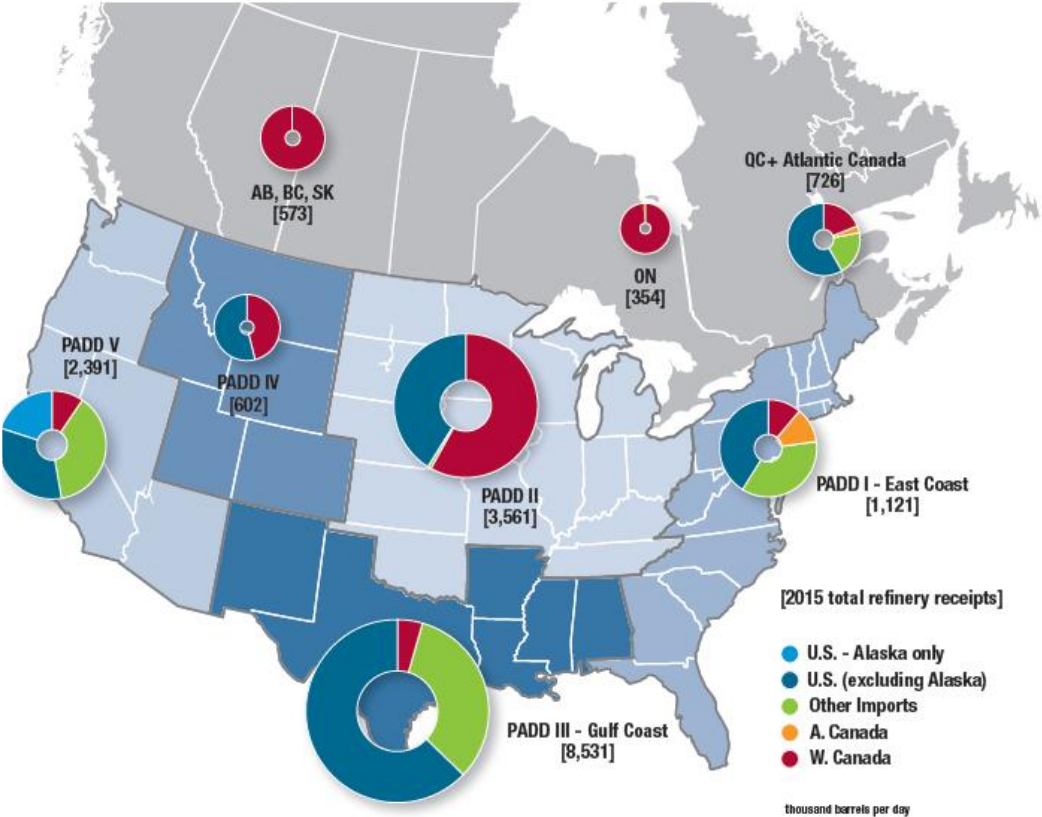 AB, BC, SK
[573]
QC+ Atlantic Canada
[726]
ON
[354]
PADD V
[2,391]
PADD IV
[602]
PADD II
[3,561]
PADD I - East Coast
[1,121]
PADD III - Gulf Coast
[8,531]
[2015 total refinery receipts]
U.S. - Alaska only
U.S. (excluding Alaska)
Other Imports
A. Canada
W. Canada
thousand barrels per day